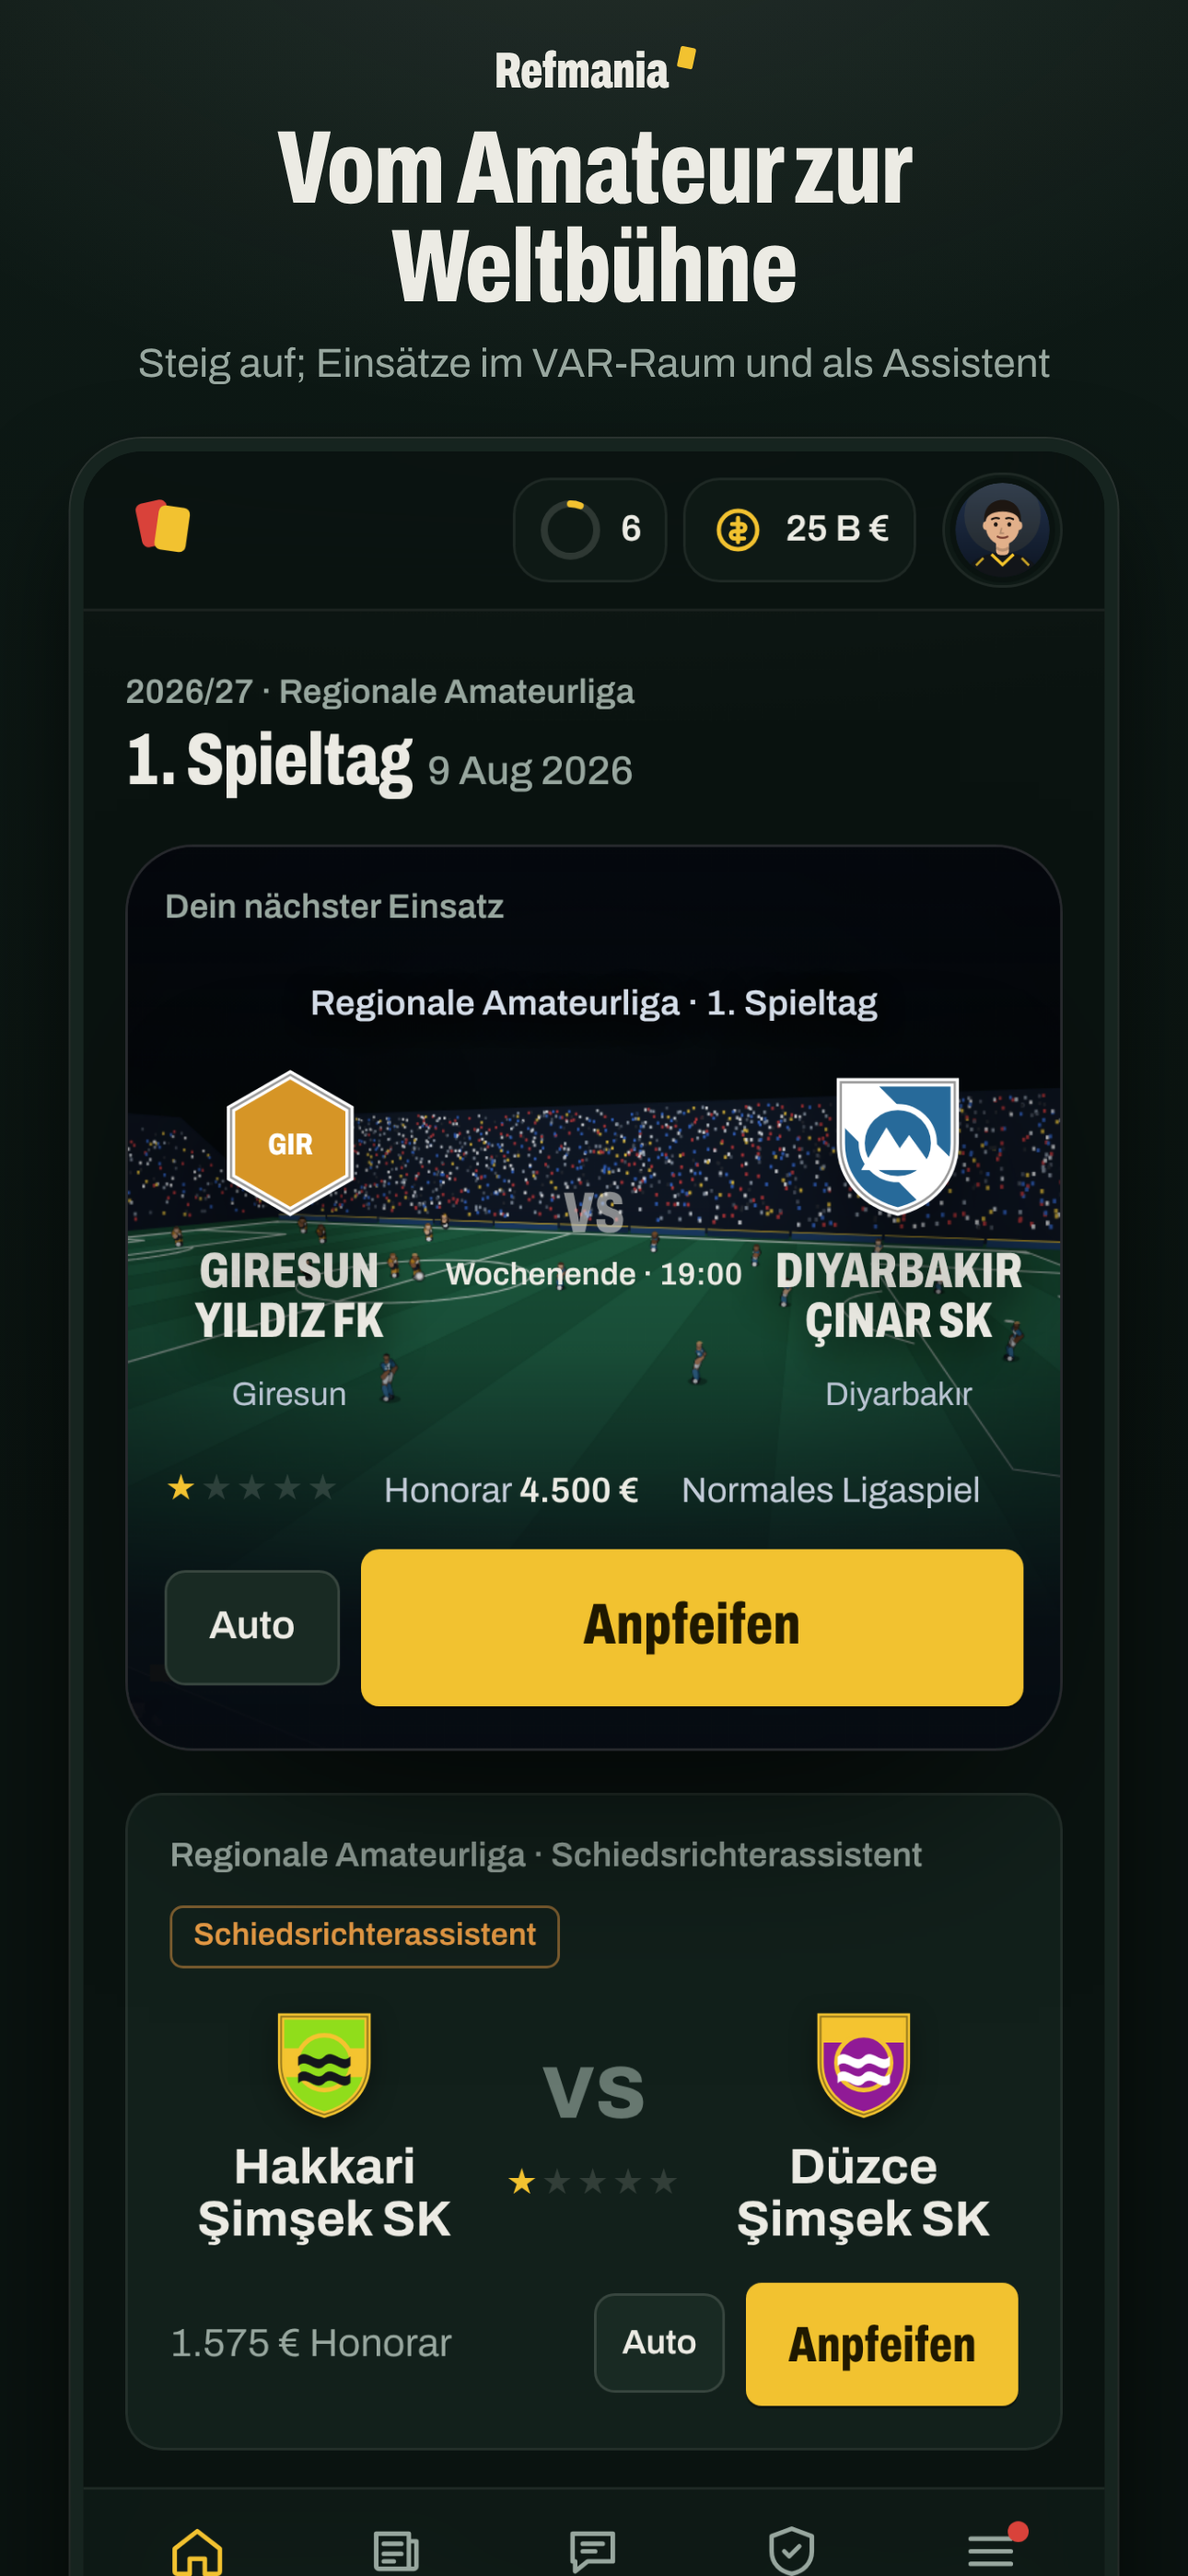 Refmania
Vom Amateur zur
Weltbühne
Steig auf; Einsätze im VAR-Raum und als Assistent
6
25 B €
2026/27 · Regionale Amateurliga
1. Spieltag 9 Aug 2026
Dein nächster Einsatz
Regionale Amateurliga · 1. Spieltag
GIR
VS
GIRESUN
YILDIZ FK
Wochenende · 19:00
DIYARBAKIR
ÇINAR SK
Giresun
Diyarbakır
Honorar 4.500 €
Normales Ligaspiel
Auto
Anpfeifen
Regionale Amateurliga · Schiedsrichterassistent
Schiedsrichterassistent
VS
Hakkari
Şimşek SK
Düzce
Şimşek SK
1.575 € Honorar
Auto
Anpfeifen